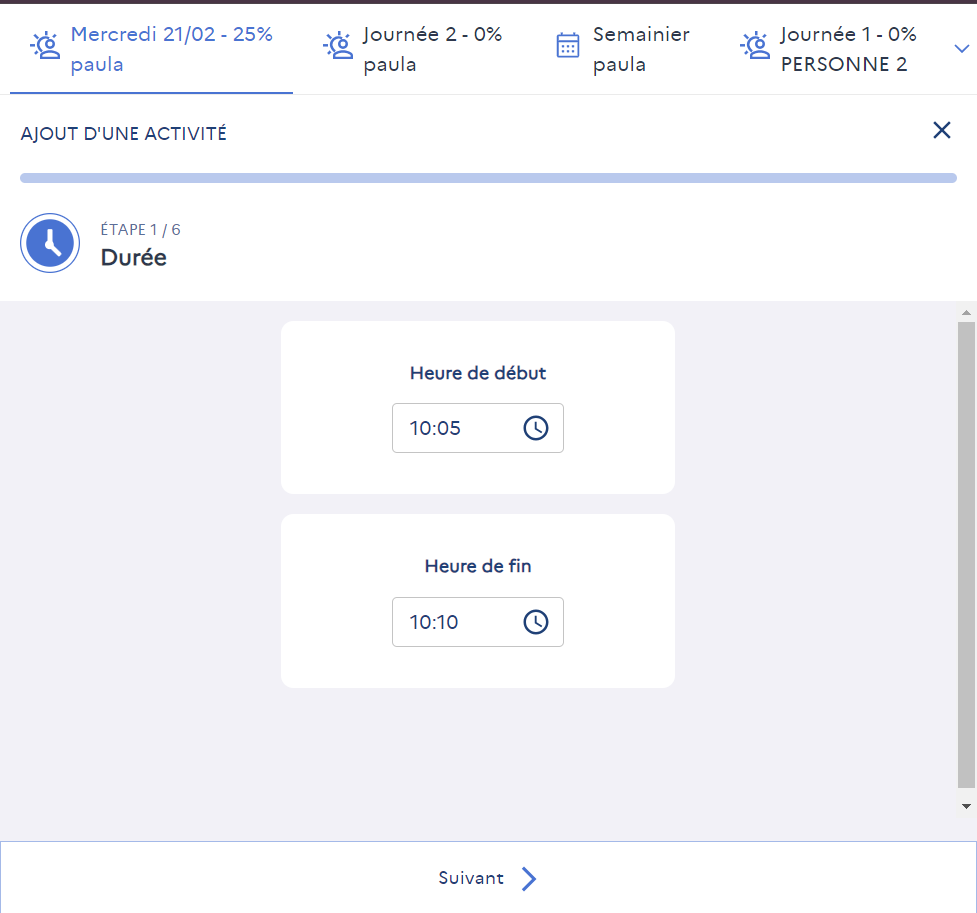 Mercredi 21/02 - 25%
paula
Journée 2 - 0%
paula
Semainier
paula
Journée 1 - 0%
PERSONNE 2
AJOUT D'UNE ACTIVITÉ
ÉTAPE 1 / 6
Durée
Heure de début
10:05
Heure de fin
10:10
Suivant